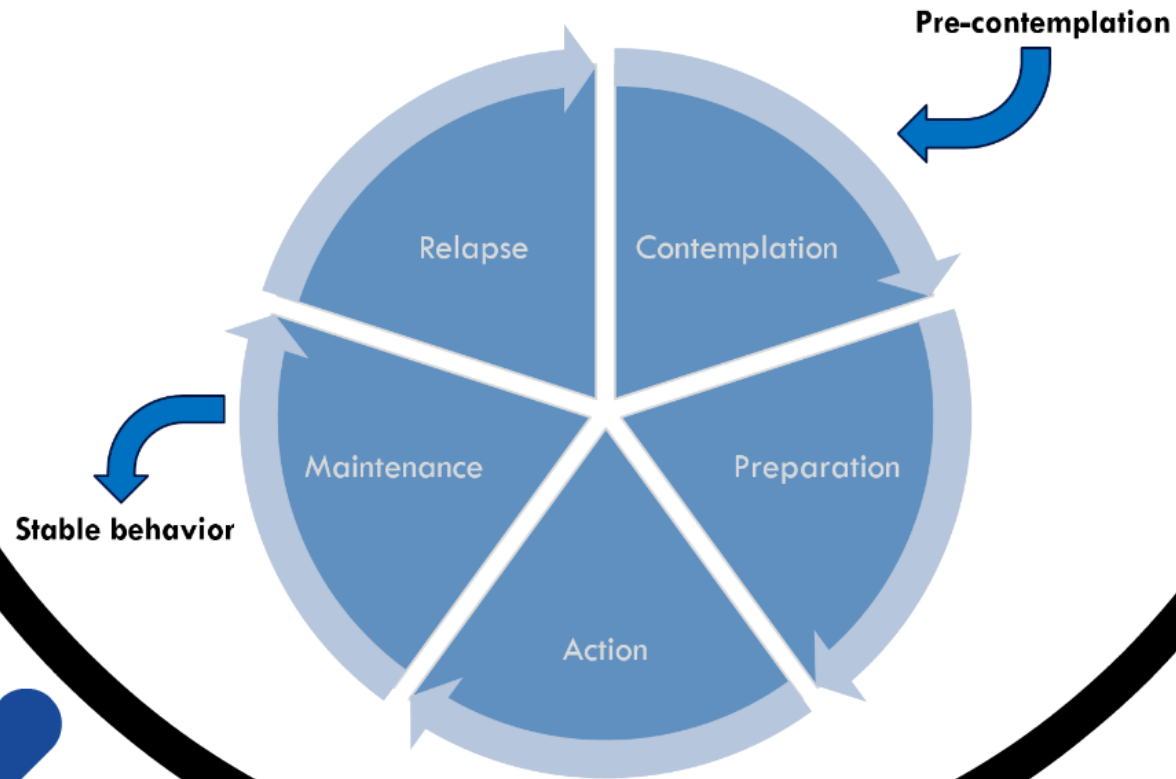 Pre-contemplation
Relapse
Contemplation
Maintenance
Preparation
Stable behavior
Action